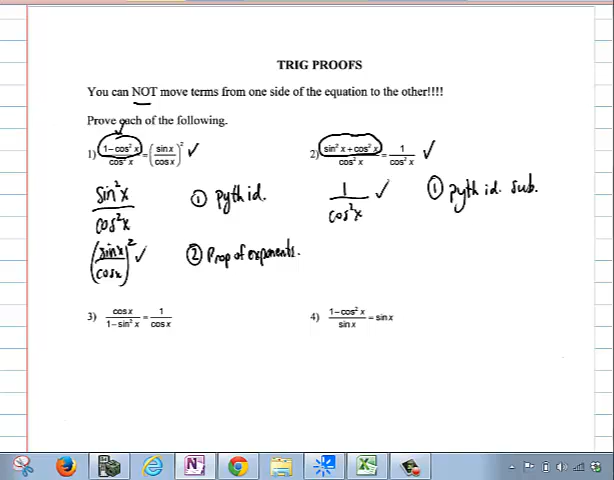 TRIG PROOFS
You can NOT move terms from one side of the equation to the other!!!!
Prove each of the following.
1) (1 − cos² x)/(cos² x) = (sin x/cos x)² ✓
2) (sin² x + cos² x)/(cos² x) = 1/(cos² x) ✓
sin²x/cos²x ① pyth id.
1/cos²x ✓ ① pyth id. sub.
(sinx/cosx)² ✓ ② Prop of exponents.
3) cos x/(1 − sin² x) = 1/cos x
4) (1 − cos² x)/sin x = sin x